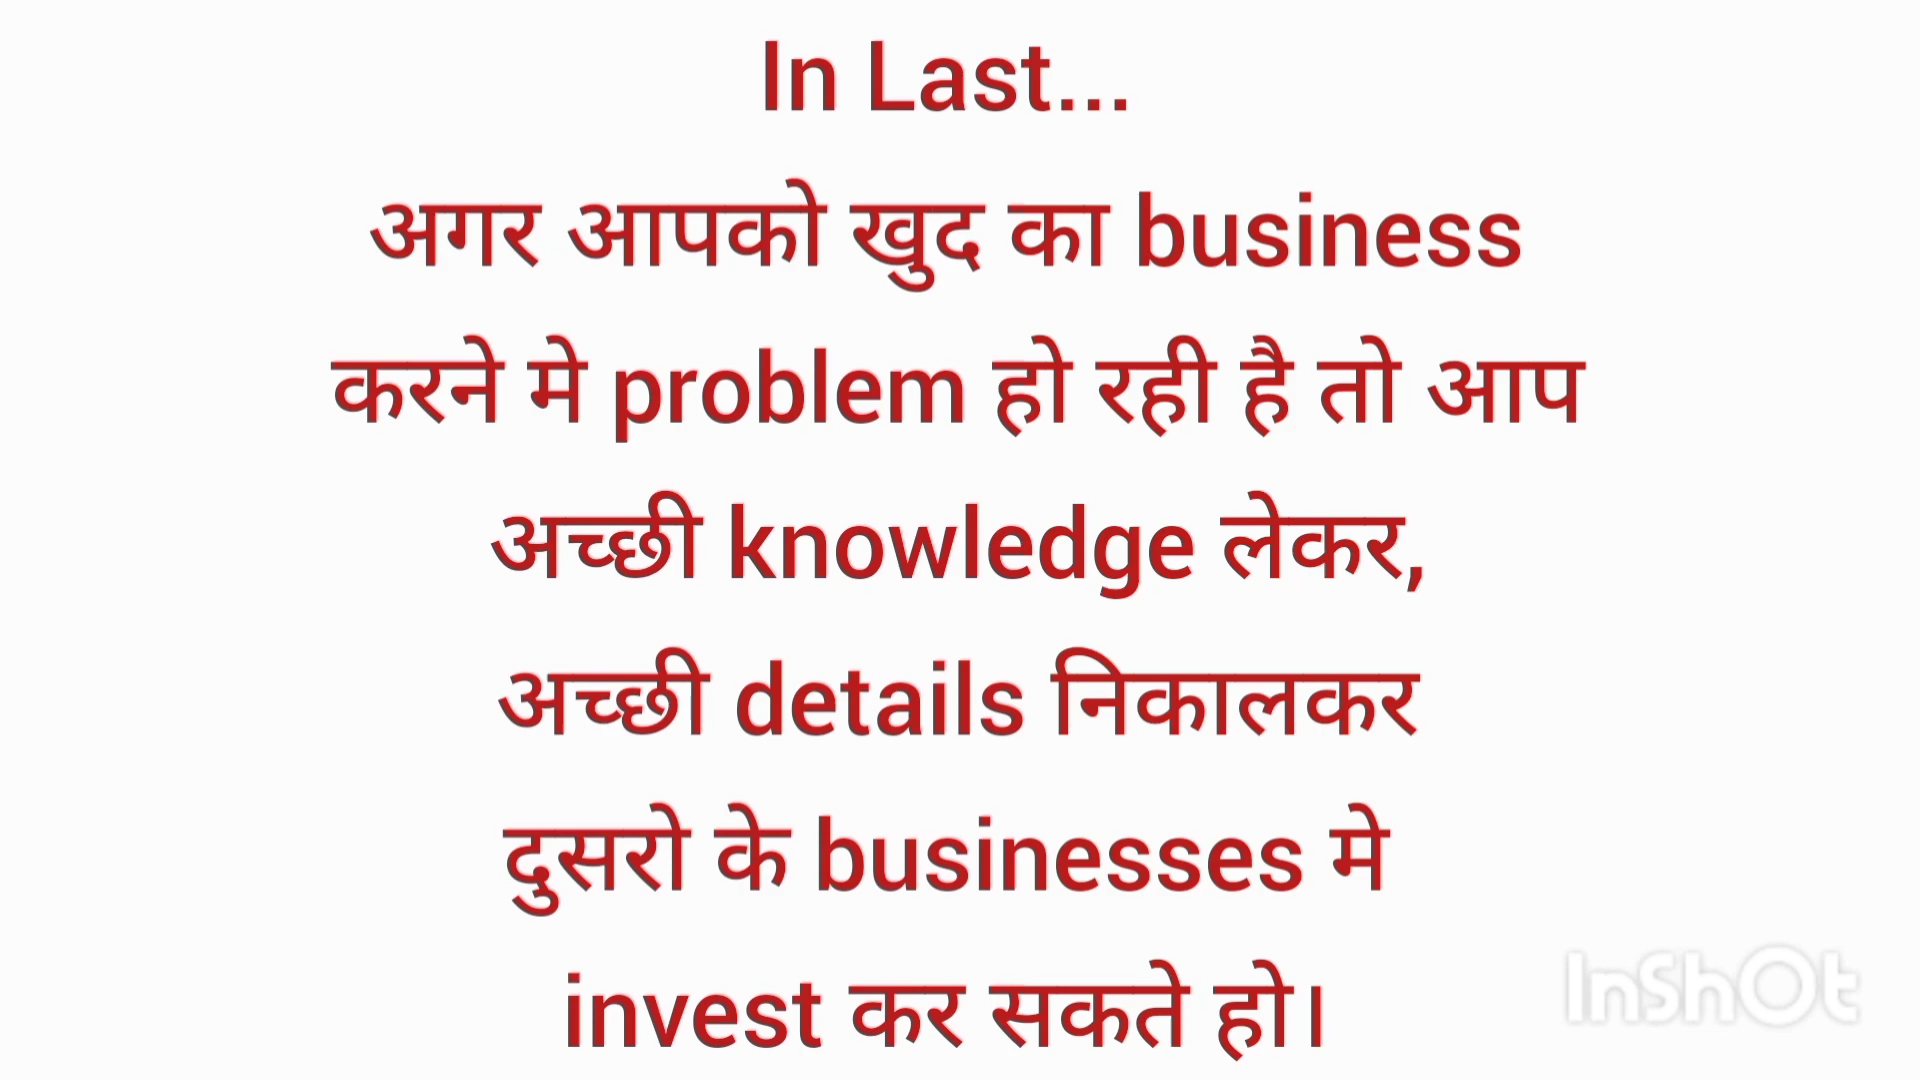 In Last...
अगर आपको खुद का business
करने मे problem हो रही है तो आप
अच्छी knowledge लेकर,
अच्छी details निकालकर
दुसरो के businesses मे
invest कर सकते हो।
InShOt